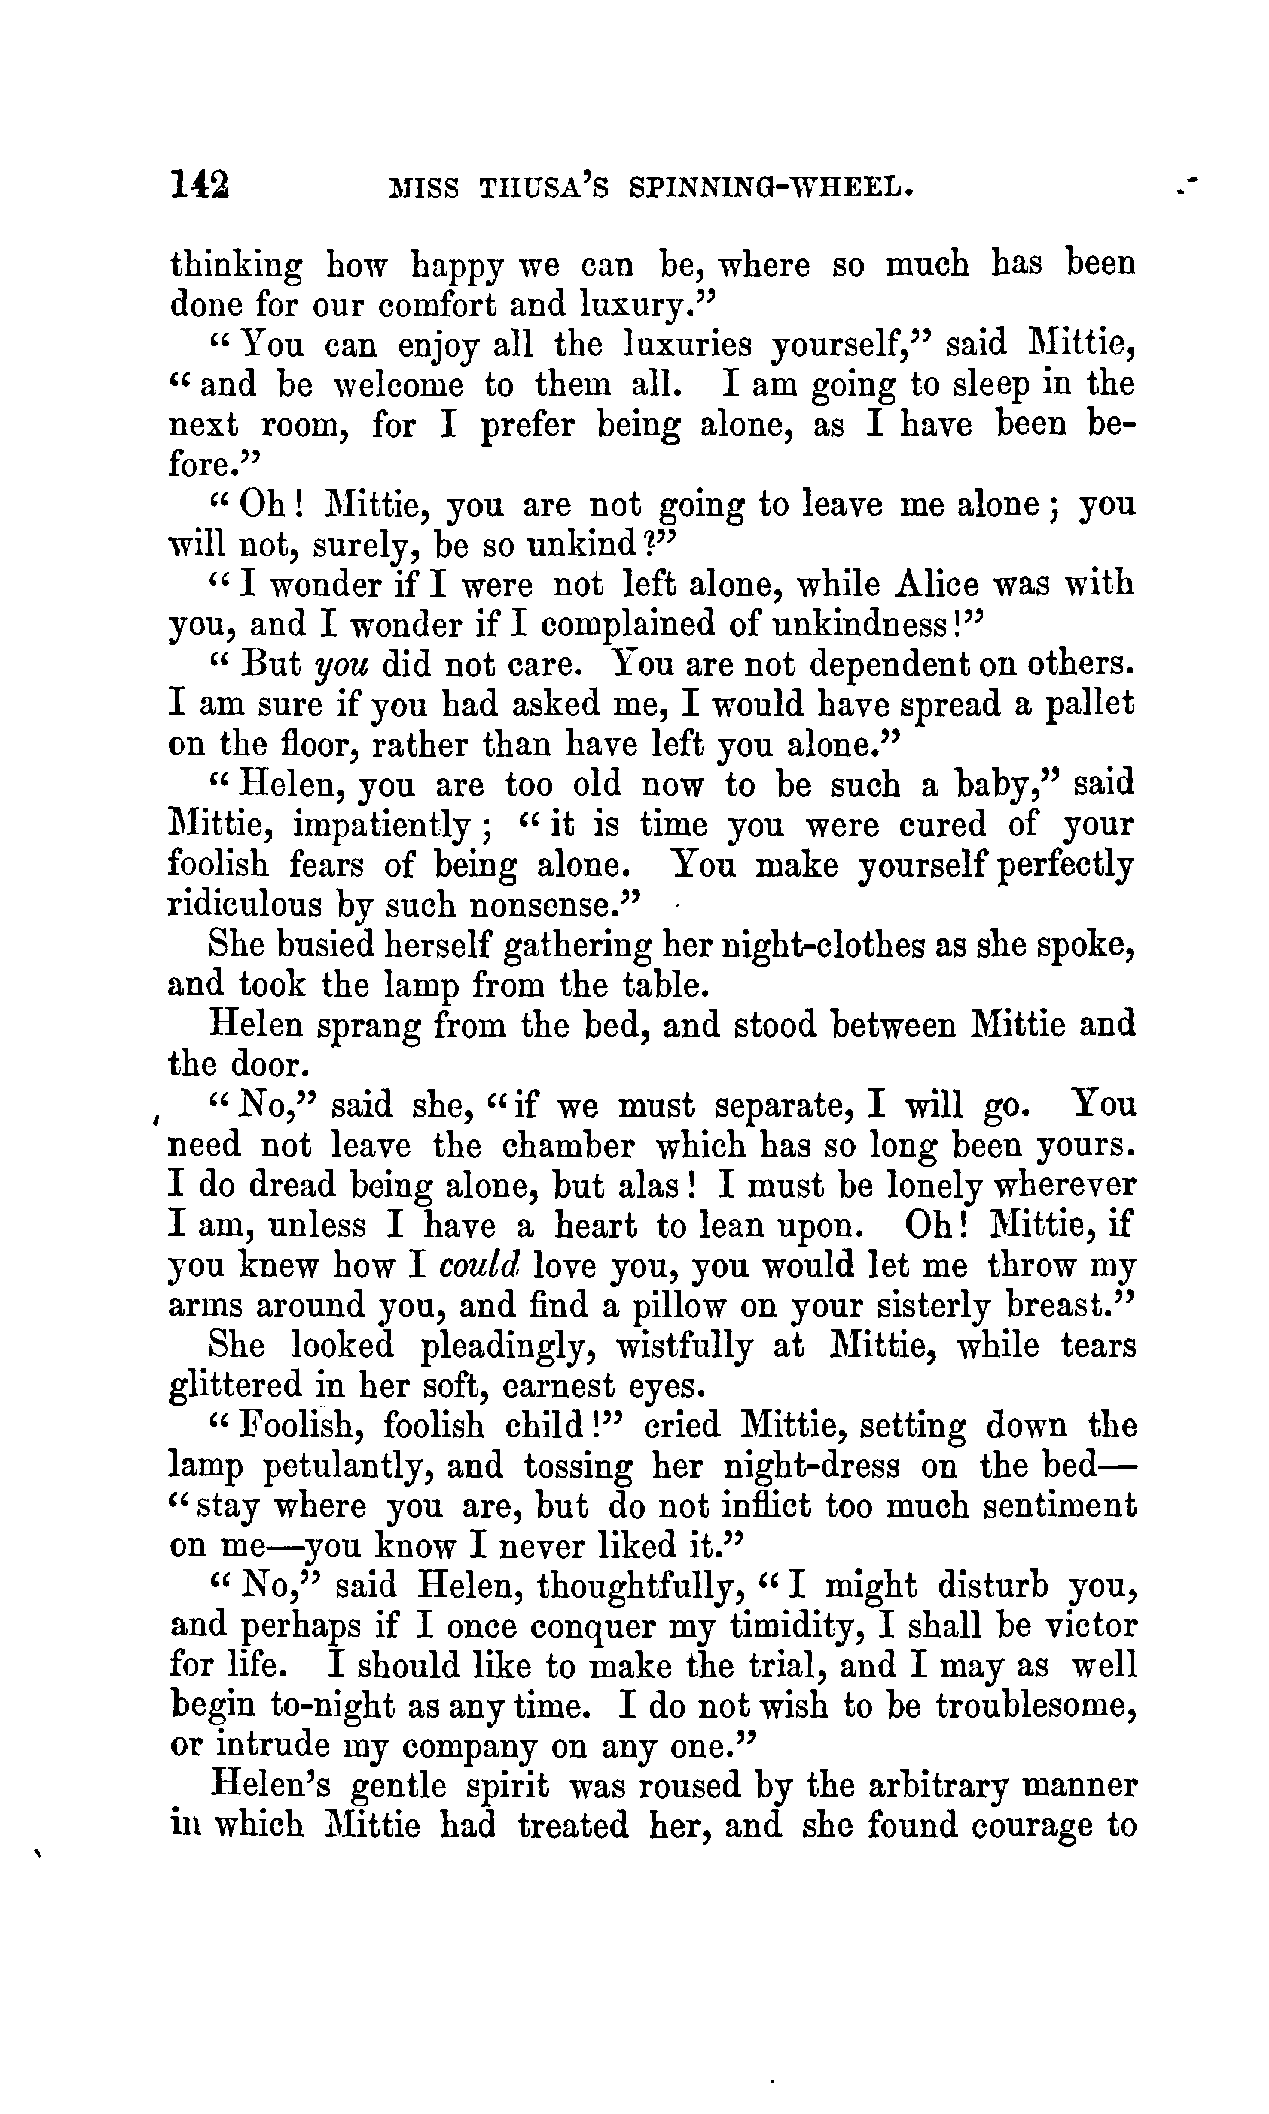 142 MISS THUSA'S SPINNING-WHEEL.
thinking how happy we can be, where so much has been
done for our comfort and luxury."
"You can enjoy all the luxuries yourself," said Mittie,
"and be welcome to them all. I am going to sleep in the
next room, for I prefer being alone, as I have been be-
fore."
"Oh! Mittie, you are not going to leave me alone; you
will not, surely, be so unkind?"
"I wonder if I were not left alone, while Alice was with
you, and I wonder if I complained of unkindness!"
"But you did not care. You are not dependent on others.
I am sure if you had asked me, I would have spread a pallet
on the floor, rather than have left you alone."
"Helen, you are too old now to be such a baby," said
Mittie, impatiently; "it is time you were cured of your
foolish fears of being alone. You make yourself perfectly
ridiculous by such nonsense."
She busied herself gathering her night-clothes as she spoke,
and took the lamp from the table.
Helen sprang from the bed, and stood between Mittie and
the door.
"No," said she, "if we must separate, I will go. You
need not leave the chamber which has so long been yours.
I do dread being alone, but alas! I must be lonely wherever
I am, unless I have a heart to lean upon. Oh! Mittie, if
you knew how I could love you, you would let me throw my
arms around you, and find a pillow on your sisterly breast."
She looked pleadingly, wistfully at Mittie, while tears
glittered in her soft, earnest eyes.
"Foolish, foolish child!" cried Mittie, setting down the
lamp petulantly, and tossing her night-dress on the bed—
"stay where you are, but do not inflict too much sentiment
on me—you know I never liked it."
"No," said Helen, thoughtfully, "I might disturb you,
and perhaps if I once conquer my timidity, I shall be victor
for life. I should like to make the trial, and I may as well
begin to-night as any time. I do not wish to be troublesome,
or intrude my company on any one."
Helen's gentle spirit was roused by the arbitrary manner
in which Mittie had treated her, and she found courage to